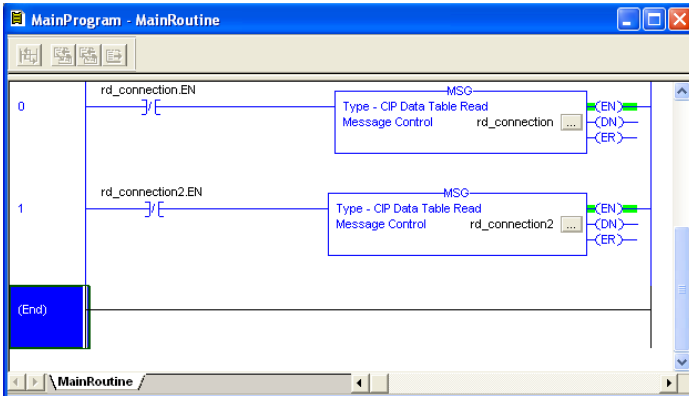 MainProgram - MainRoutine
rd_connection.EN
MSG
0
Type - CIP Data Table Read
EN
Message Control rd_connection ...
DN
ER
rd_connection2.EN
MSG
1
Type - CIP Data Table Read
EN
Message Control rd_connection2 ...
DN
ER
(End)
MainRoutine